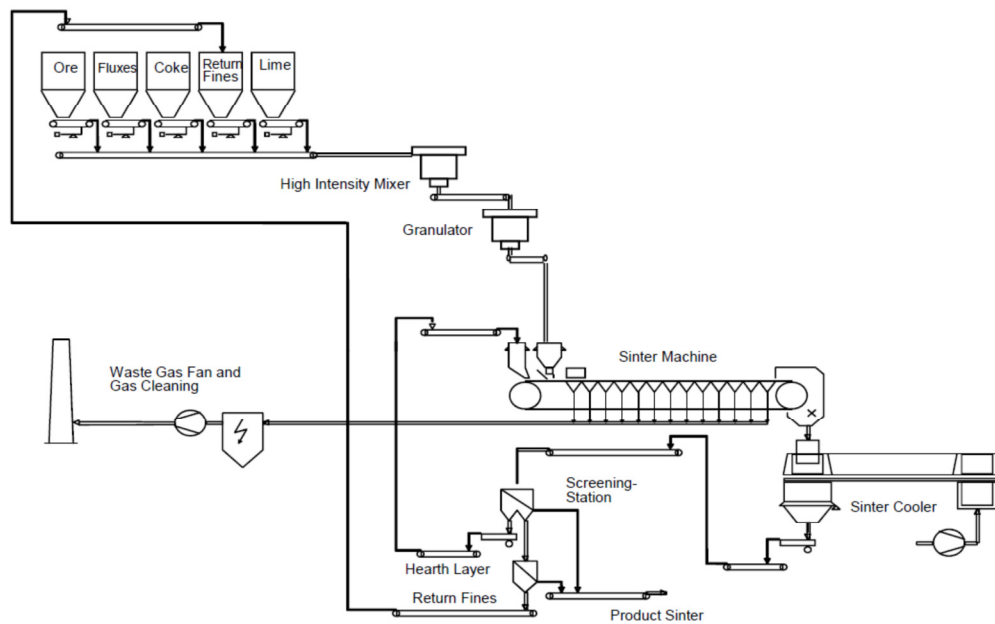 Ore
Fluxes
Coke
Return
Fines
Lime
High Intensity Mixer
Granulator
Sinter Machine
Waste Gas Fan and
Gas Cleaning
Screening-
Station
Sinter Cooler
Hearth Layer
Return Fines
Product Sinter